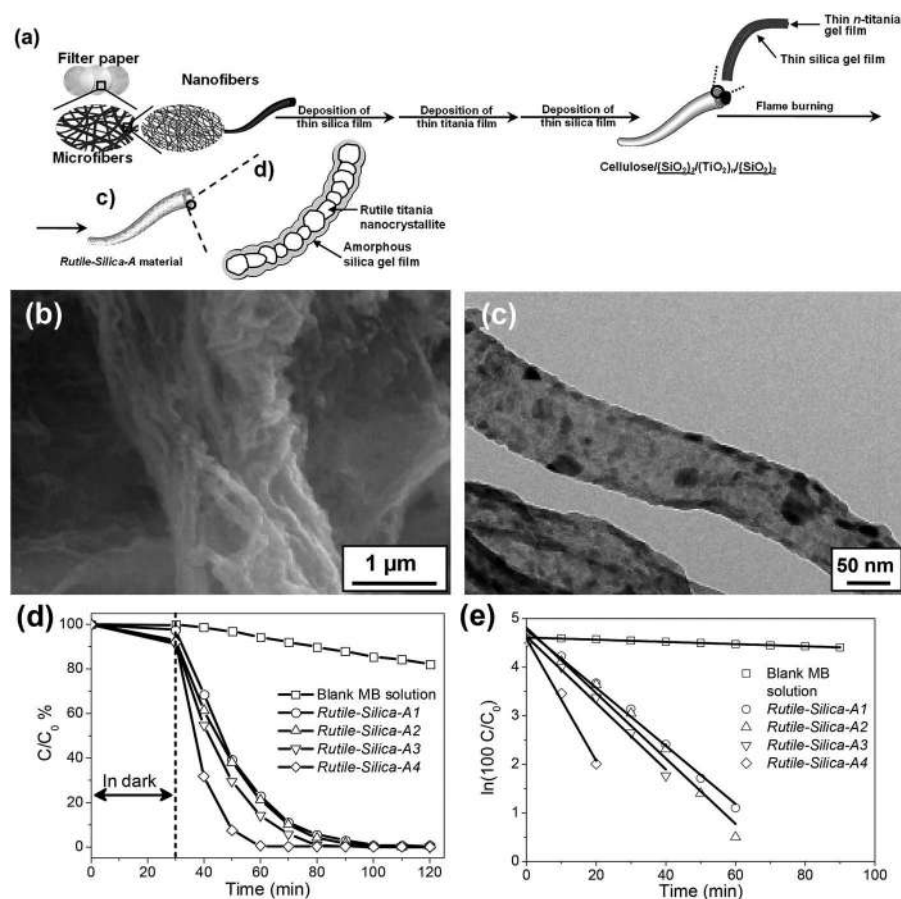 (a)
Filter paper
Nanofibers
Microfibers
Deposition of
thin silica film
Deposition of
thin titania film
Deposition of
thin silica film
Thin n-titania
gel film
Thin silica gel film
Flame burning
Cellulose/(SiO₂)₂/(TiO₂)ₙ/(SiO₂)₂
c)
Rutile-Silica-A material
d)
Rutile titania
nanocrystallite
Amorphous
silica gel film
(b)
1 μm
(c)
50 nm
(d)
C/C₀ %
100
80
60
40
20
0
In dark
Blank MB solution
Rutile-Silica-A1
Rutile-Silica-A2
Rutile-Silica-A3
Rutile-Silica-A4
0 20 40 60 80 100 120
Time (min)
(e)
ln(100 C/C₀)
5
4
3
2
1
0
Blank MB
solution
Rutile-Silica-A1
Rutile-Silica-A2
Rutile-Silica-A3
Rutile-Silica-A4
0 20 40 60 80 100
Time (min)